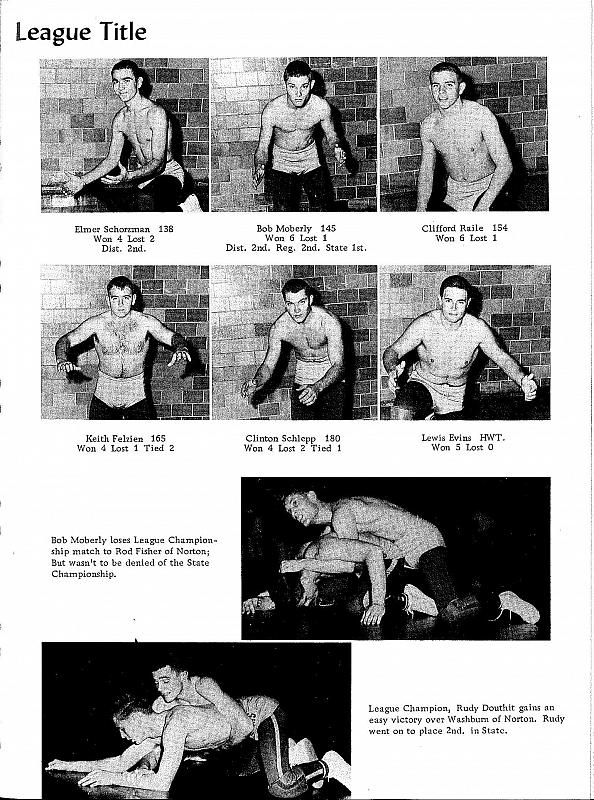 League Title
Elmer Schorzman 138
Won 4 Lost 2
Dist. 2nd.
Bob Moberly 145
Won 6 Lost 1
Dist. 2nd. Reg. 2nd. State 1st.
Clifford Raile 154
Won 6 Lost 1
Keith Felzien 165
Won 4 Lost 1 Tied 2
Clinton Schlepp 180
Won 4 Lost 2 Tied 1
Lewis Evins HWT.
Won 5 Lost 0
Bob Moberly loses League Champion-
ship match to Rod Fisher of Norton;
But wasn't to be denied of the State
Championship.
League Champion, Rudy Douthit gains an
easy victory over Washburn of Norton. Rudy
went on to place 2nd. in State.